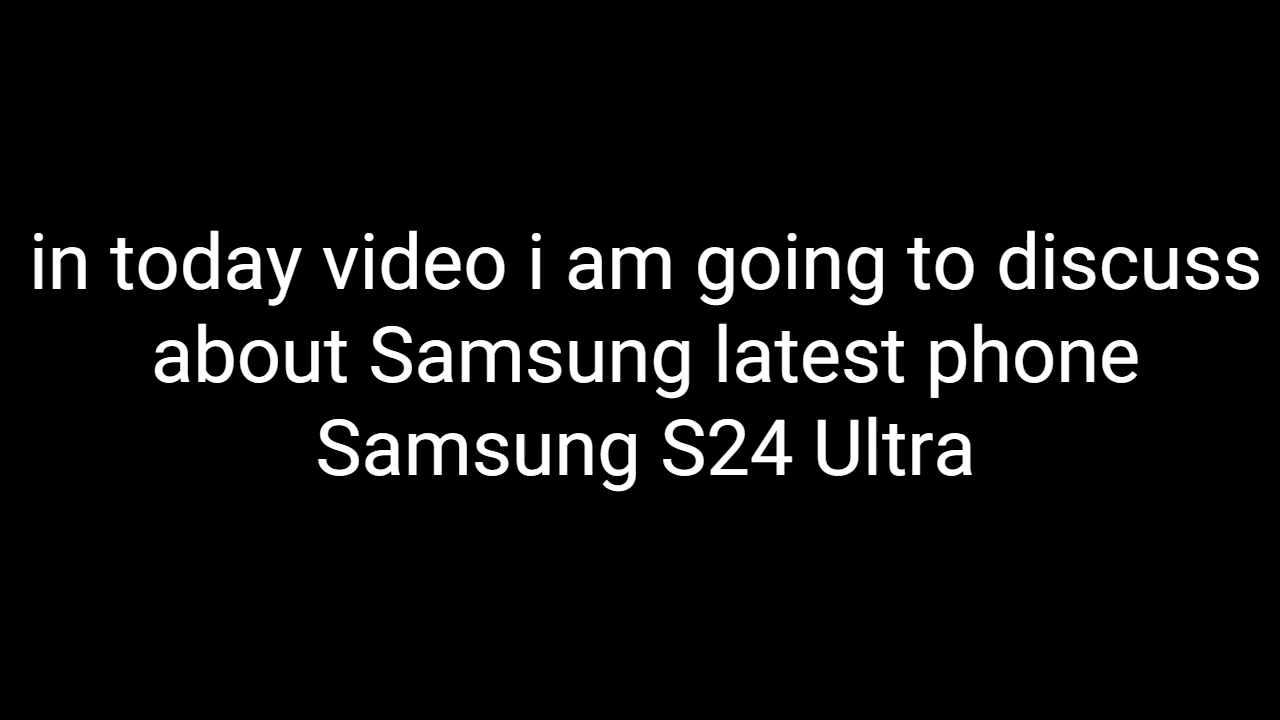 in today video i am going to discuss
about Samsung latest phone
Samsung S24 Ultra